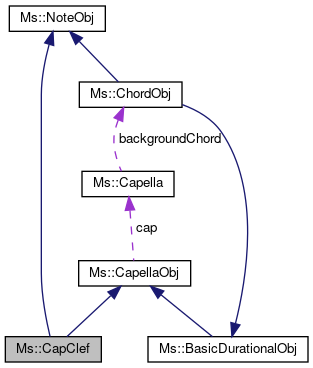 Ms::NoteObj
Ms::ChordObj
backgroundChord
Ms::Capella
cap
Ms::CapellaObj
Ms::CapClef
Ms::BasicDurationalObj